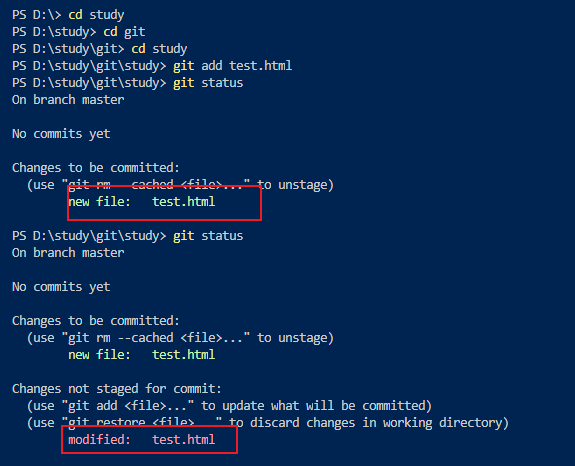 PS D:\> cd study
PS D:\study> cd git
PS D:\study\git> cd study
PS D:\study\git\study> git add test.html
PS D:\study\git\study> git status
On branch master
No commits yet
Changes to be committed:
(use "git rm --cached <file>..." to unstage)
new file: test.html
PS D:\study\git\study> git status
On branch master
No commits yet
Changes to be committed:
(use "git rm --cached <file>..." to unstage)
new file: test.html
Changes not staged for commit:
(use "git add <file>..." to update what will be committed)
(use "git restore <file>..." to discard changes in working directory)
modified: test.html